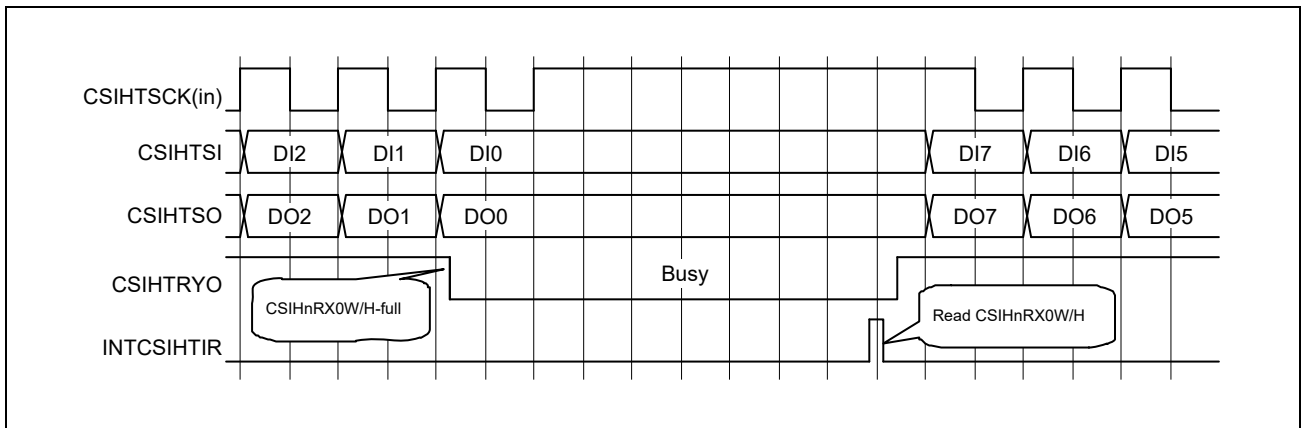 CSIHTSCK(in)
CSIHTSI DI2 DI1 DI0 DI7 DI6 DI5
CSIHTSO DO2 DO1 DO0 DO7 DO6 DO5
CSIHTRYO Busy
CSIHnRX0W/H-full
Read CSIHnRX0W/H
INTCSIHTIR